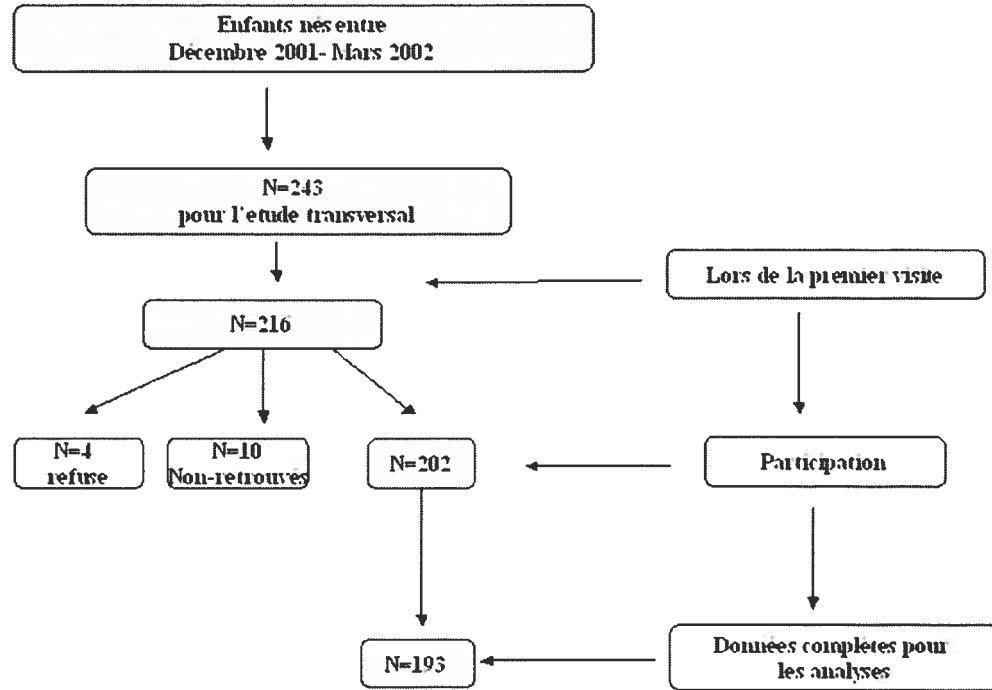 Enfants nés entre
Décembre 2001- Mars 2002
N=243
pour l'etude transversal
Lors de la premier visite
N=216
N=4
refuse
N=10
Non-retrouvés
N=202
Participation
N=193
Données complètes pour
les analyses